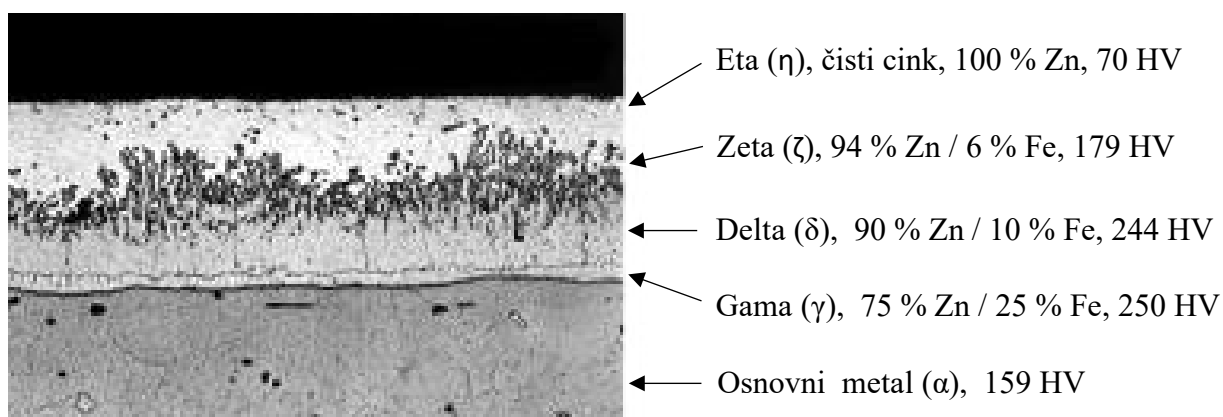 Eta (η), čisti cink, 100 % Zn, 70 HV
Zeta (ζ), 94 % Zn / 6 % Fe, 179 HV
Delta (δ), 90 % Zn / 10 % Fe, 244 HV
Gama (γ), 75 % Zn / 25 % Fe, 250 HV
Osnovni metal (α), 159 HV